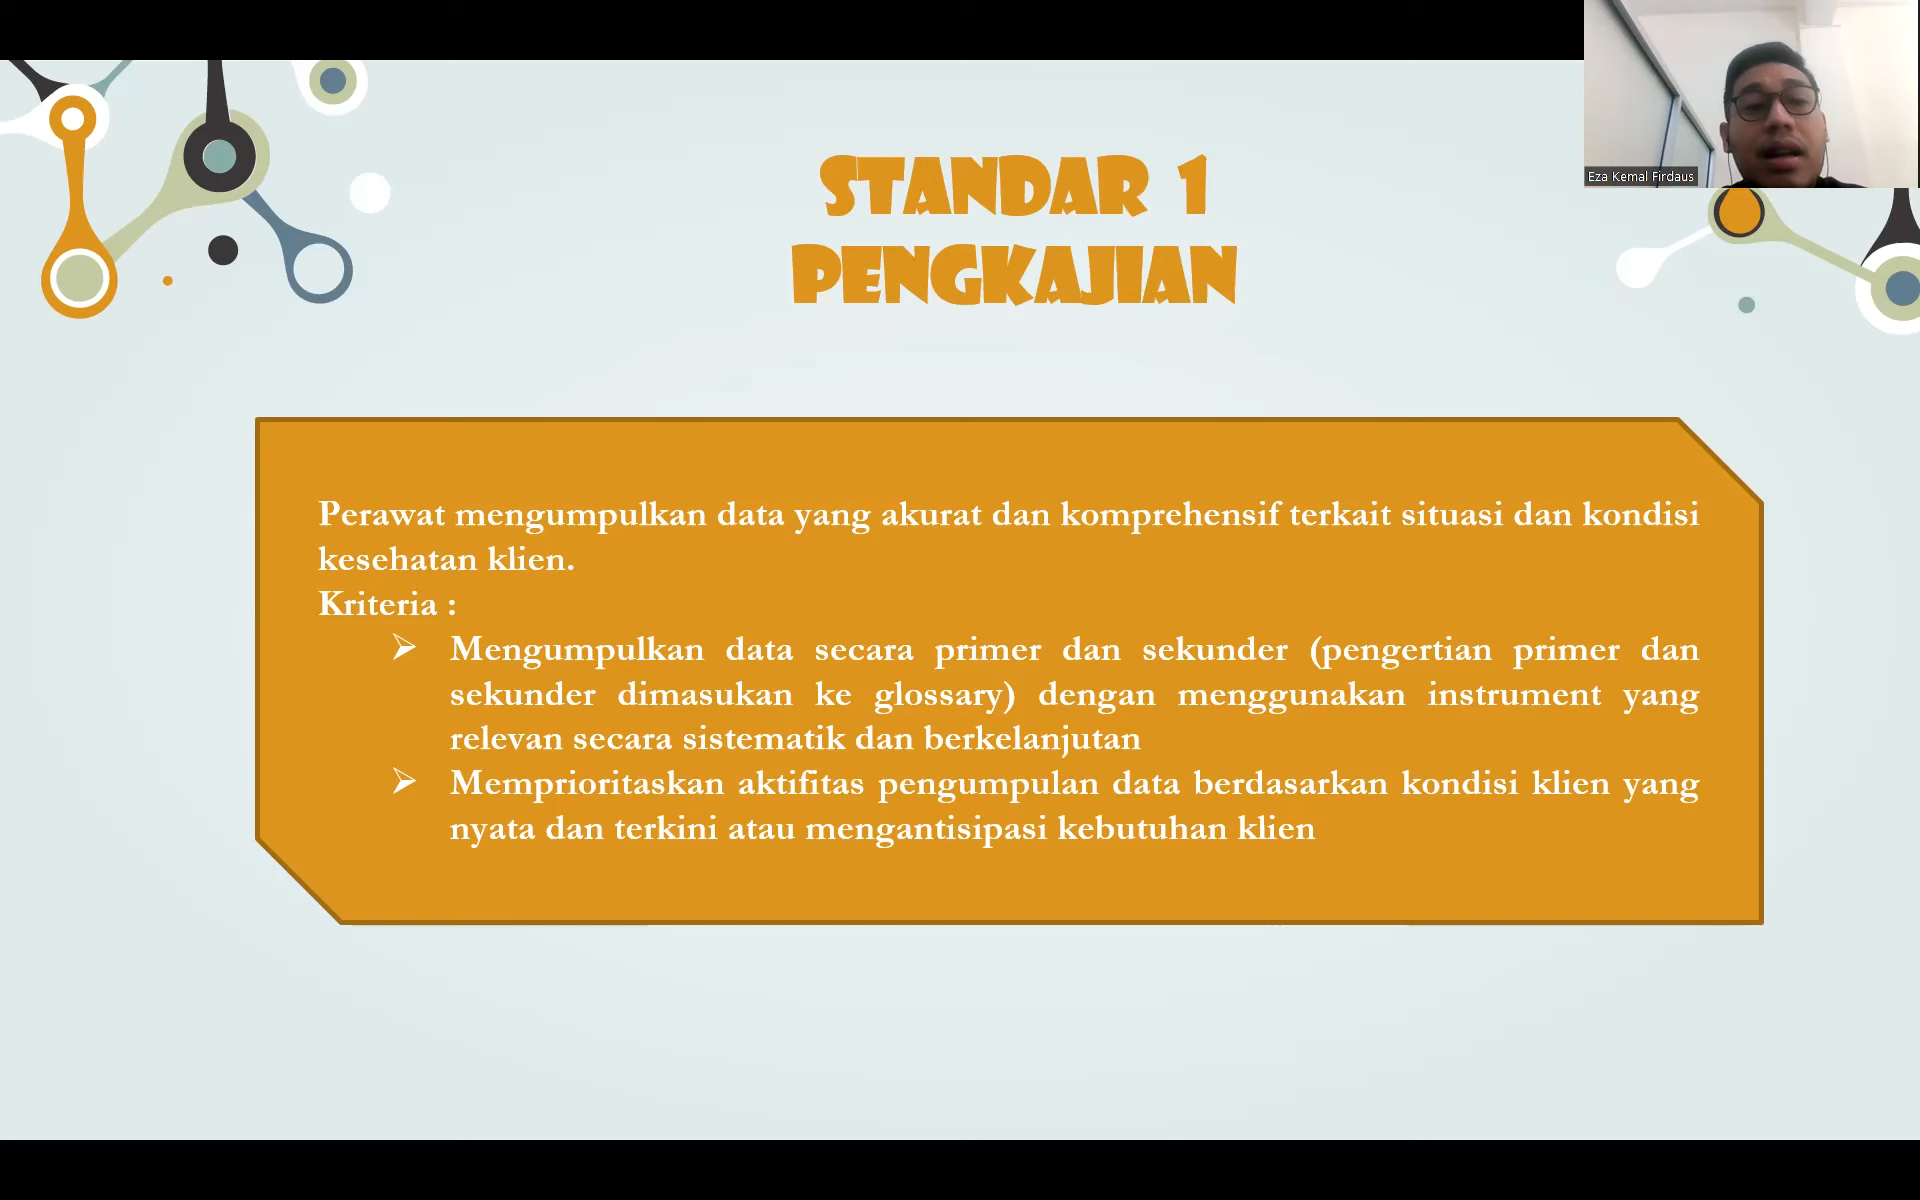 Eza Kemal Firdaus
STANDAR 1
PENGKAJIAN
Perawat mengumpulkan data yang akurat dan komprehensif terkait situasi dan kondisi
kesehatan klien.
Kriteria :
➢ Mengumpulkan data secara primer dan sekunder (pengertian primer dan
sekunder dimasukan ke glossary) dengan menggunakan instrument yang
relevan secara sistematik dan berkelanjutan
➢ Memprioritaskan aktifitas pengumpulan data berdasarkan kondisi klien yang
nyata dan terkini atau mengantisipasi kebutuhan klien